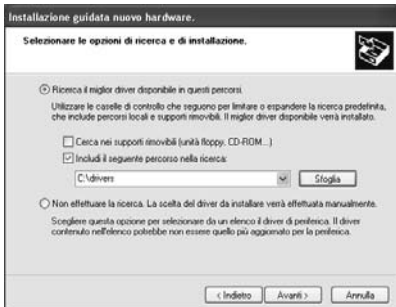 Installazione guidata nuovo hardware.
Selezionare le opzioni di ricerca e di installazione.
Ricerca il miglior driver disponibile in questi percorsi.
Utilizzare le caselle di controllo che seguono per limitare o espandere la ricerca predefinita,
che include percorsi locali e supporti rimovibili. Il miglior driver disponibile verrà installato.
Cerca nei supporti rimovibili (unità floppy, CD-ROM...)
Includi il seguente percorso nella ricerca:
C:\drivers
Sfoglia
Non effettuare la ricerca. La scelta del driver da installare verrà effettuata manualmente.
Scegliere questa opzione per selezionare da un elenco il driver di periferica. Il driver
contenuto nell'elenco potrebbe non essere quello più aggiornato per la periferica.
< Indietro Avanti > Annulla